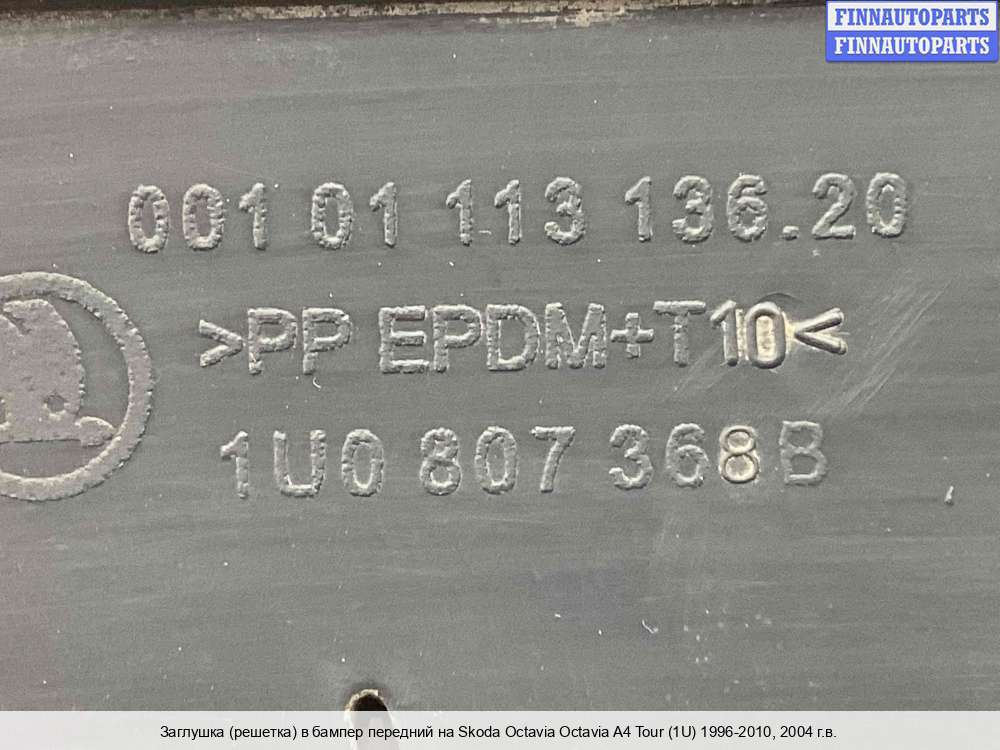 FINNAUTOPARTS
FINNAUTOPARTS
001 01 113 136.20
>PP EPDM+T10<
1U0 807 368B
Заглушка (решетка) в бампер передний на Skoda Octavia Octavia A4 Tour (1U) 1996-2010, 2004 г.в.